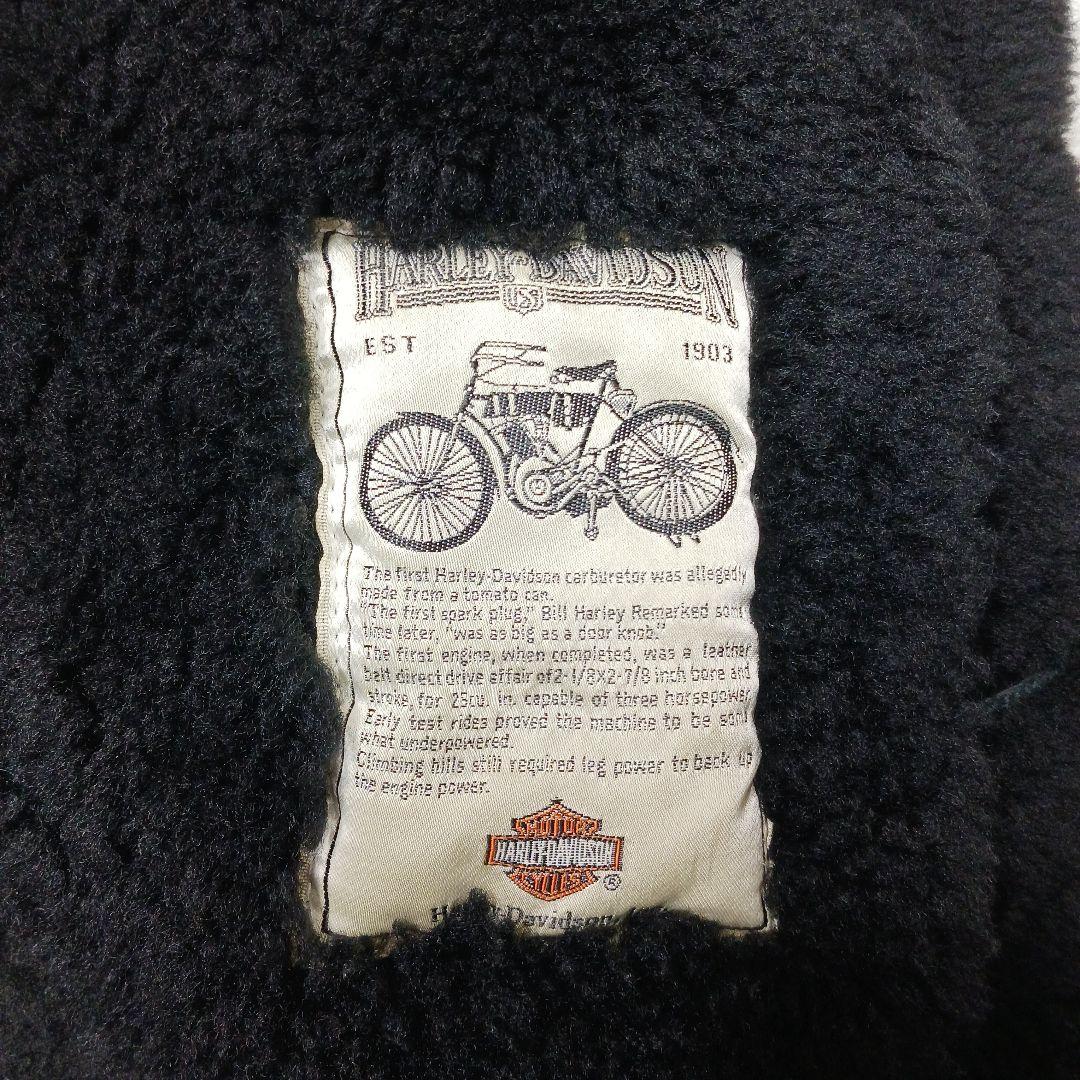 HARLEY-DAVIDSON
USA
EST 1903
The first Harley-Davidson carburetor was allegedly
made from a tomato can.
"The first spark plug," Bill Harley Remarked some
time later, "was as big as a door knob."
The first engine, when completed, was a leather
belt direct drive affair of 2-1/8X2-7/8 inch bore and
stroke, for 25cu. in. capable of three horsepower
Early test rides proved the machine to be some
what underpowered.
Climbing hills still required leg power to back up
the engine power.
MOTOR
HARLEY-DAVIDSON
CYCLES
®
Harley-Davidson,